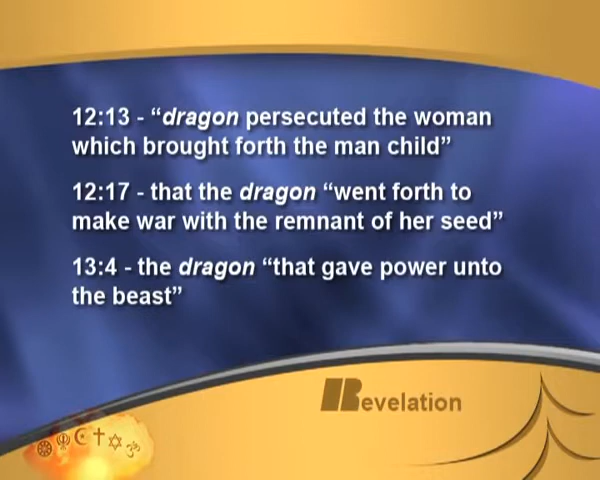 12:13 - “dragon persecuted the woman
which brought forth the man child”
12:17 - that the dragon “went forth to
make war with the remnant of her seed”
13:4 - the dragon “that gave power unto
the beast”
Revelation